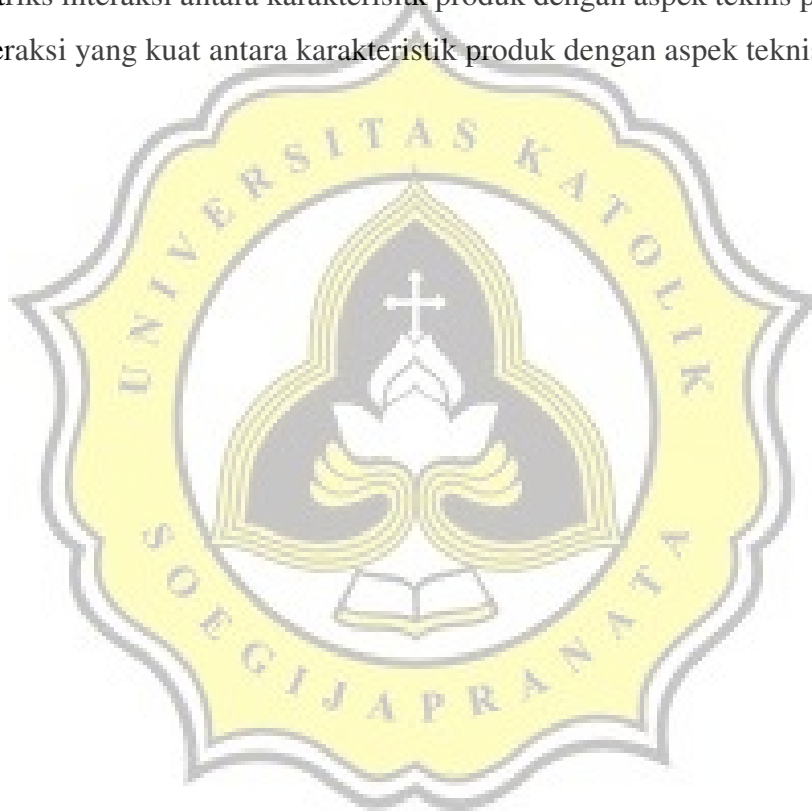 triks interaksi antara karakterisitk produk dengan aspek teknis p
eraksi yang kuat antara karakteristik produk dengan aspek tekni
UNIVERSITAS KATOLIK
SOEGIJAPRANATA